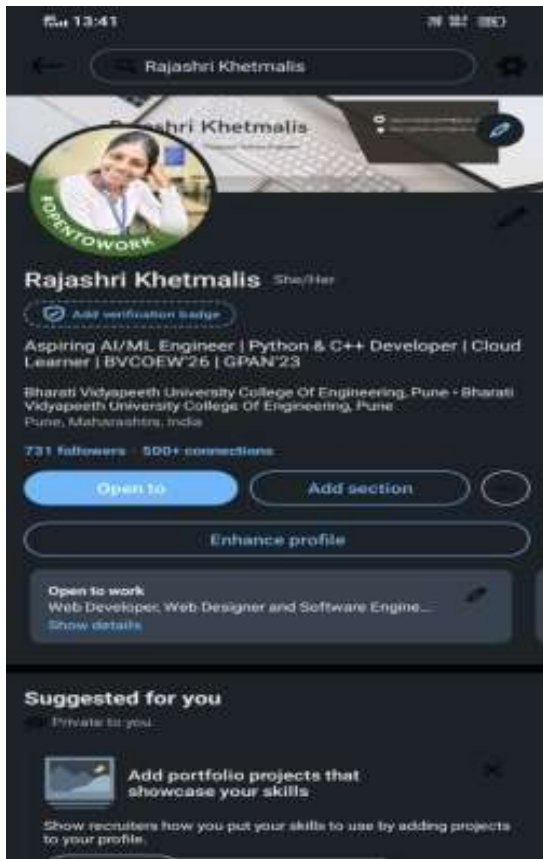 13:41
Rajashri Khetmalis
shri Khetmalis
#OPENTOWORK
Rajashri Khetmalis She/Her
Add verification badge
Aspiring AI/ML Engineer | Python & C++ Developer | Cloud
Learner | BVCOEW'26 | GPAN'23
Bharati Vidyapeeth University College Of Engineering, Pune - Bharati
Vidyapeeth University College Of Engineering, Pune
Pune, Maharashtra, India
731 followers · 500+ connections
Open to
Add section
Enhance profile
Open to work
Web Developer, Web Designer and Software Engine...
Show details
Suggested for you
Private to you
Add portfolio projects that
showcase your skills
Show recruiters how you put your skills to use by adding projects
to your profile.